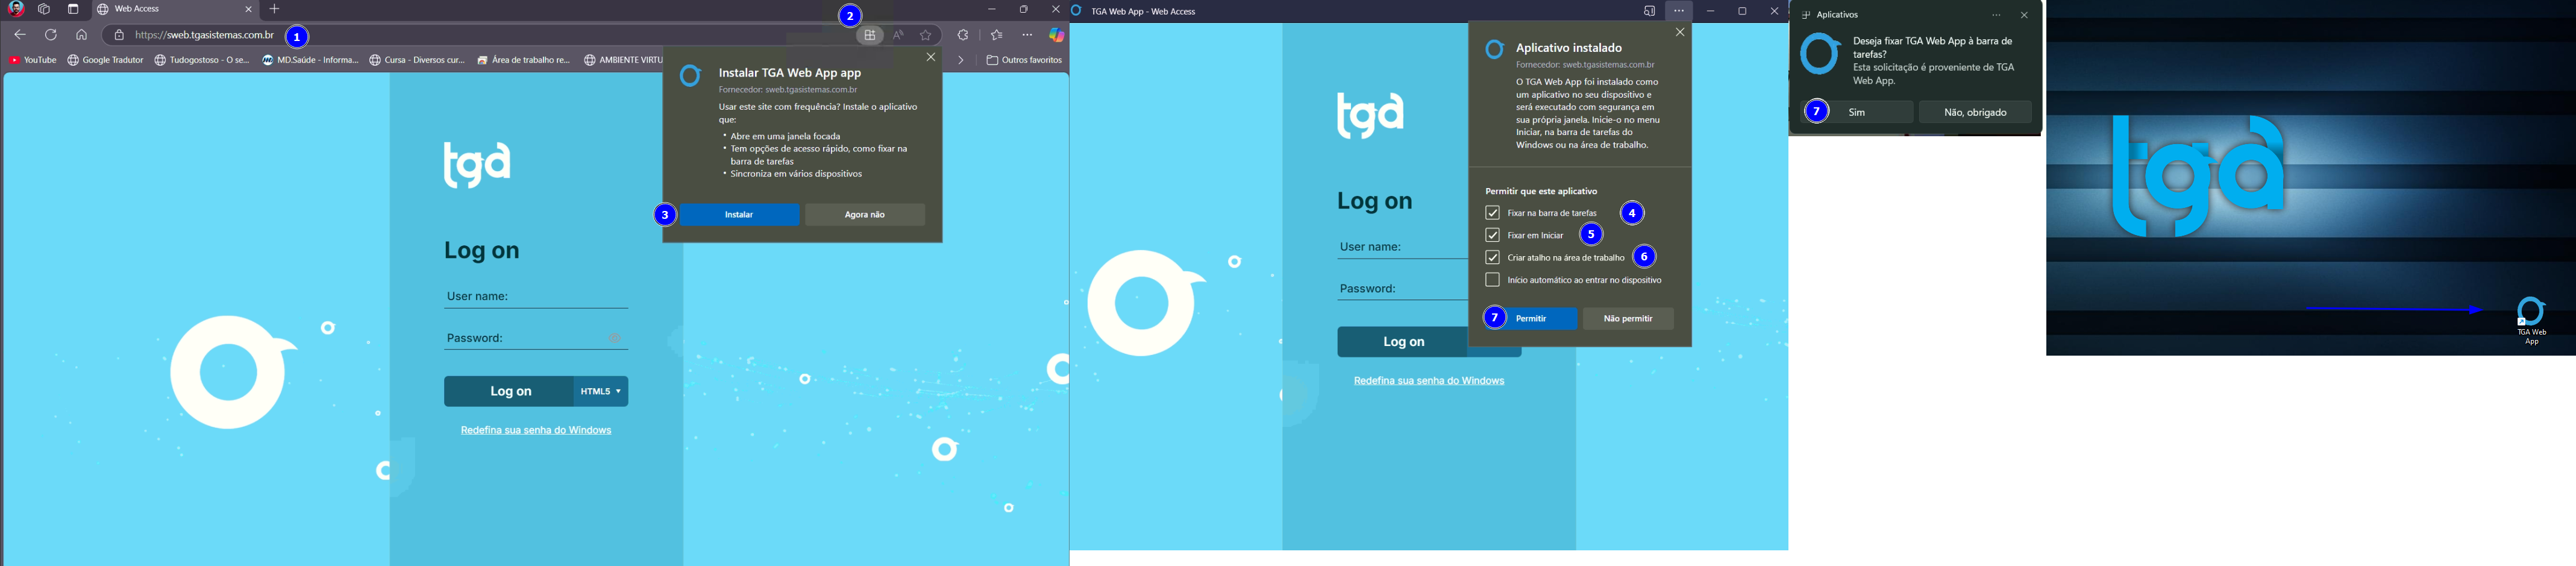 Web Access
2
https://sweb.tgasistemas.com.br
1
YouTube
Google Tradutor
Tudogostoso - O se...
MD.Saúde - Informa...
Cursa - Diversos cur...
Área de trabalho re...
AMBIENTE VIRTU
Outros favoritos
Instalar TGA Web App app
Fornecedor: sweb.tgasistemas.com.br
Usar este site com frequência? Instale o aplicativo
que:
• Abre em uma janela focada
• Tem opções de acesso rápido, como fixar na
barra de tarefas
• Sincroniza em vários dispositivos
3
Instalar
Agora não
tga
Log on
User name:
Password:
Log on
HTML5
Redefina sua senha do Windows
TGA Web App - Web Access
Aplicativo instalado
Fornecedor: sweb.tgasistemas.com.br
O TGA Web App foi instalado como
um aplicativo no seu dispositivo e
será executado com segurança em
sua própria janela. Inicie-o no menu
Iniciar, na barra de tarefas do
Windows ou na área de trabalho.
Permitir que este aplicativo
Fixar na barra de tarefas
4
Fixar em Iniciar
5
Criar atalho na área de trabalho
6
Início automático ao entrar no dispositivo
7
Permitir
Não permitir
tga
Log on
User name:
Password:
Log on
Redefina sua senha do Windows
Aplicativos
Deseja fixar TGA Web App à barra de
tarefas?
Esta solicitação é proveniente de TGA
Web App.
7
Sim
Não, obrigado
tga
TGA Web
App